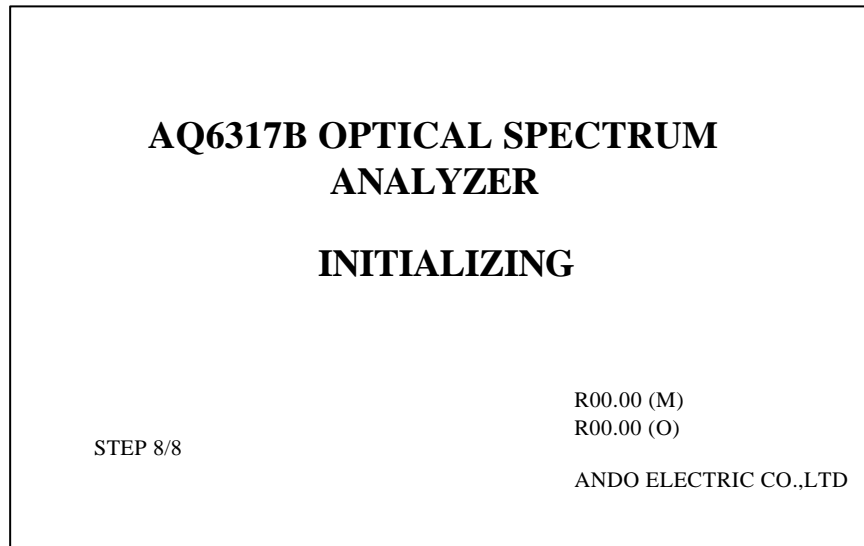 AQ6317B OPTICAL SPECTRUM
ANALYZER
INITIALIZING
R00.00 (M)
R00.00 (O)
STEP 8/8
ANDO ELECTRIC CO.,LTD